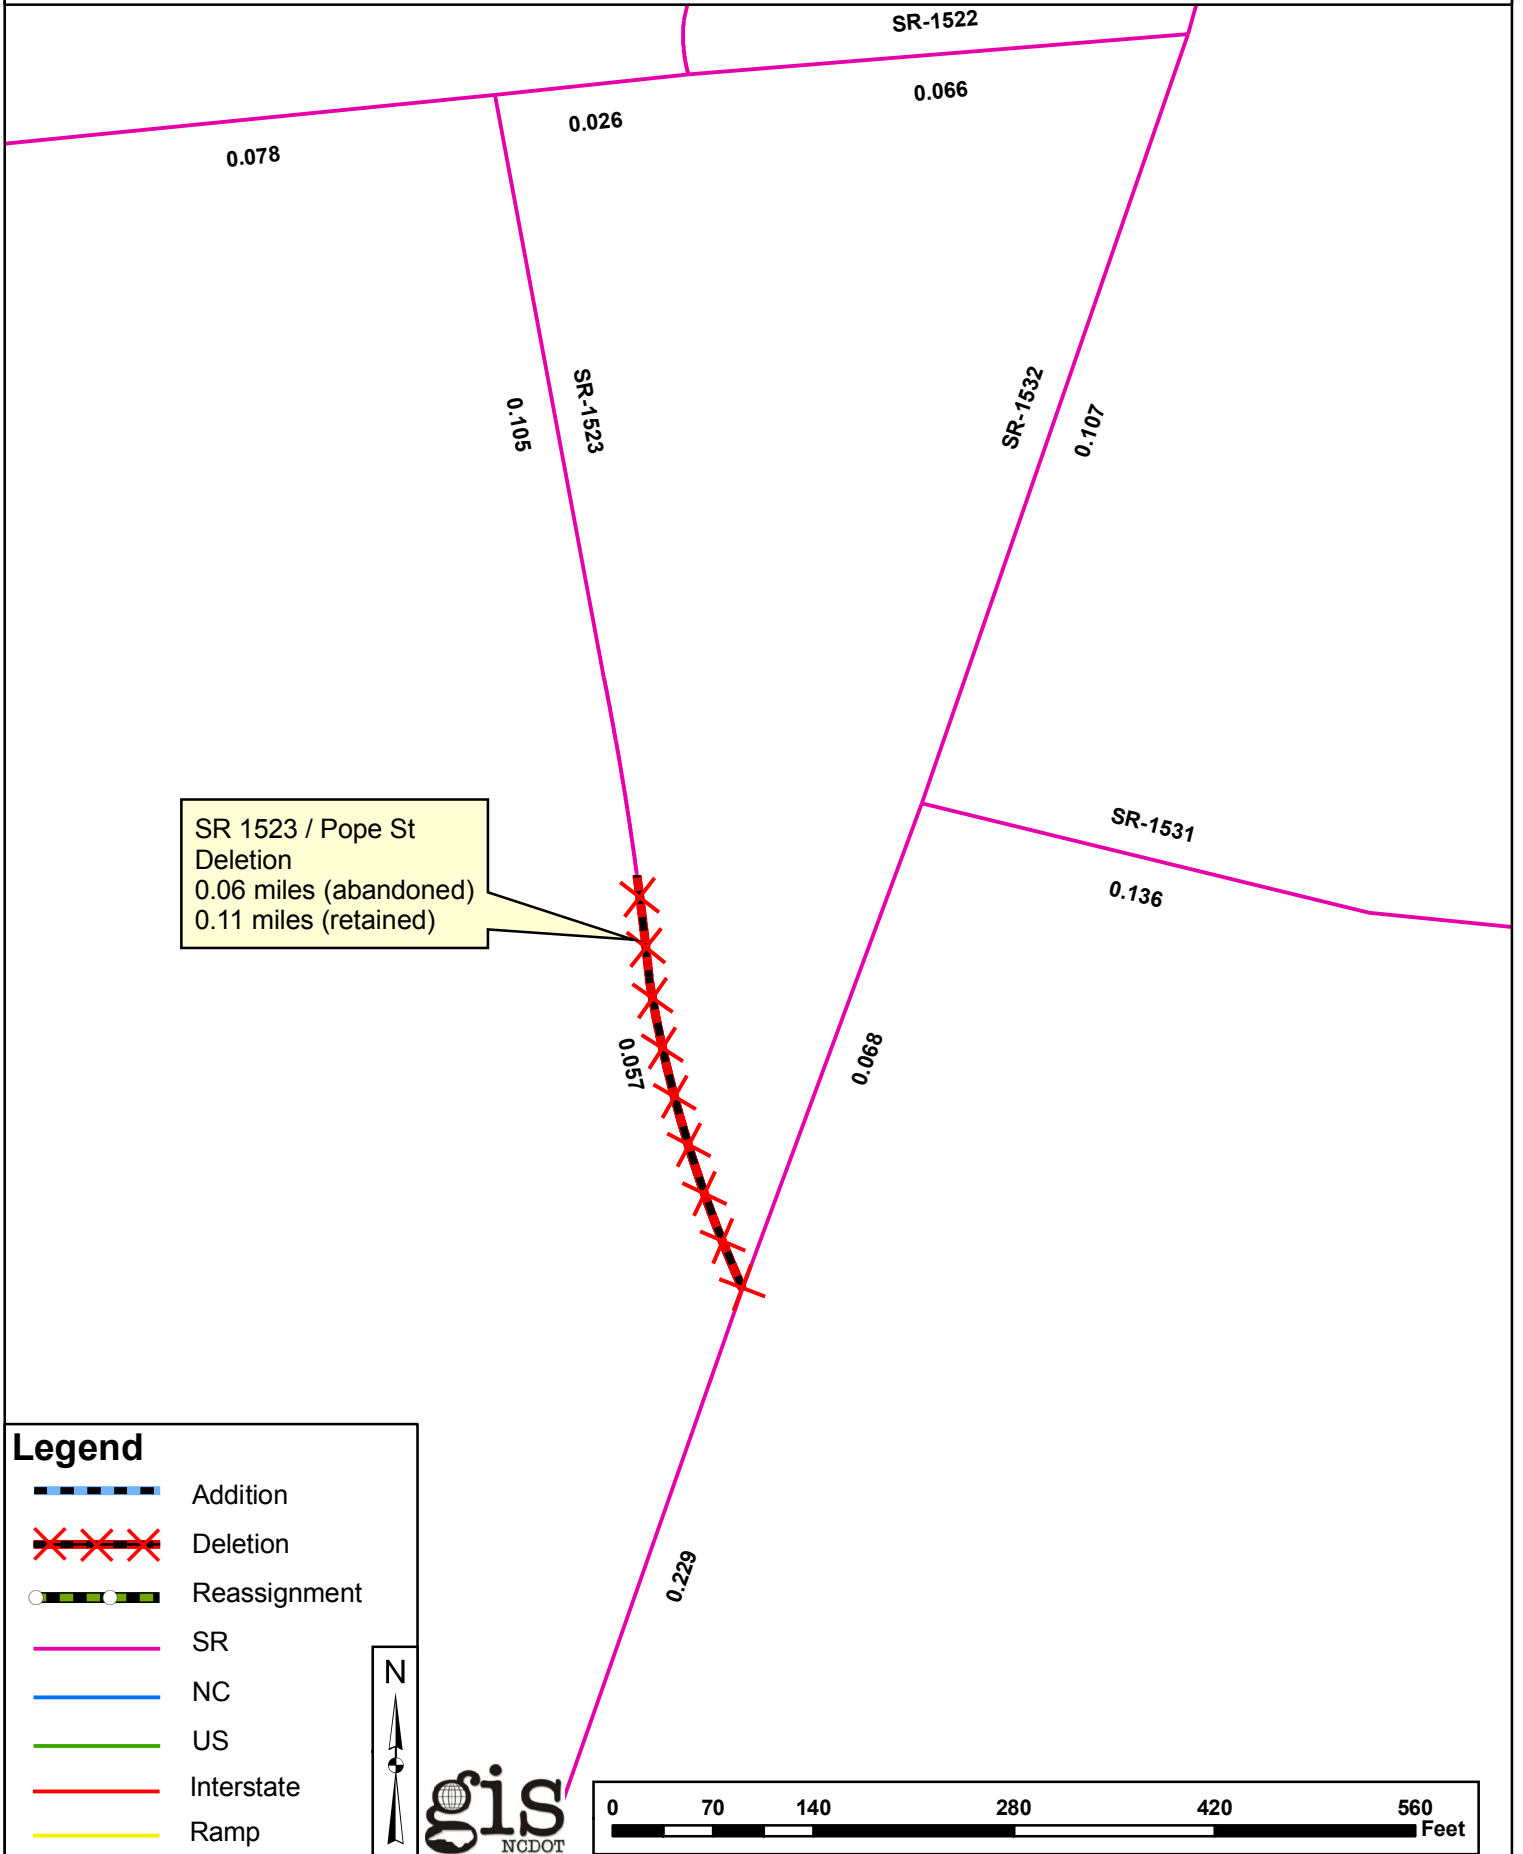 SR-1522
0.066
0.026
0.078
SR-1523
0.105
SR-1532
0.107
SR 1523 / Pope St
Deletion
0.06 miles (abandoned)
0.11 miles (retained)
SR-1531
0.136
0.057
0.068
0.229
Legend
Addition
Deletion
Reassignment
SR
NC
US
Interstate
Ramp
N
gis
NCDOT
0 70 140 280 420 560
Feet